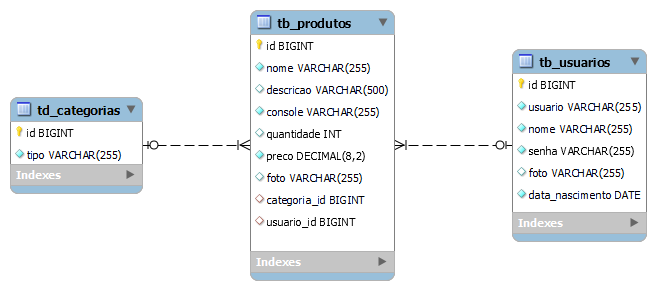 td_categorias
id BIGINT
tipo VARCHAR(255)
Indexes
tb_produtos
id BIGINT
nome VARCHAR(255)
descricao VARCHAR(500)
console VARCHAR(255)
quantidade INT
preco DECIMAL(8,2)
foto VARCHAR(255)
categoria_id BIGINT
usuario_id BIGINT
Indexes
tb_usuarios
id BIGINT
usuario VARCHAR(255)
nome VARCHAR(255)
senha VARCHAR(255)
foto VARCHAR(255)
data_nascimento DATE
Indexes